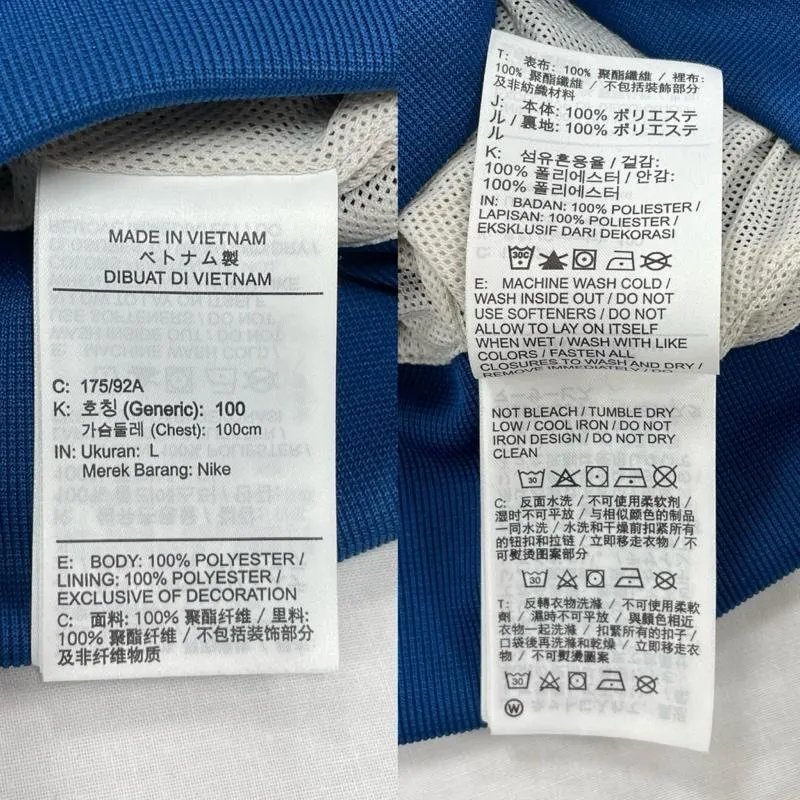 MADE IN VIETNAM
ベトナム製
DIBUAT DI VIETNAM
C: 175/92A
K: 호칭 (Generic): 100
가슴둘레 (Chest): 100cm
IN: Ukuran: L
Merek Barang: Nike
E: BODY: 100% POLYESTER /
LINING: 100% POLYESTER /
EXCLUSIVE OF DECORATION
C: 面料: 100% 聚酯纤维 / 里料:
100% 聚酯纤维 / 不包括装饰部分
及非纤维物质
T: 表布: 100% 聚酯纖維 / 裡布:
100% 聚酯纖維 / 不包括裝飾部分
及非紡織材料
J: 本体: 100% ポリエステ
ル / 裏地: 100% ポリエステ
ル
K: 섬유혼용율 / 겉감:
100% 폴리에스터 / 안감:
100% 폴리에스터
IN: BADAN: 100% POLIESTER /
LAPISAN: 100% POLIESTER /
EKSKLUSIF DARI DEKORASI
30C
E: MACHINE WASH COLD /
WASH INSIDE OUT / DO NOT
USE SOFTENERS / DO NOT
ALLOW TO LAY ON ITSELF
WHEN WET / WASH WITH LIKE
COLORS / FASTEN ALL
CLOSURES TO WASH AND DRY /
REMOVE IMMEDIATELY / DO
NOT BLEACH / TUMBLE DRY
LOW / COOL IRON / DO NOT
IRON DESIGN / DO NOT DRY
CLEAN
30
C: 反面水洗 / 不可使用柔软剂 /
湿时不可平放 / 与相似颜色的制品
一同水洗 / 水洗和干燥前扣紧所有
的钮扣和拉链 / 立即移走衣物 / 不
可熨烫图案部分
30
T: 反轉衣物洗滌 / 不可使用柔軟
劑 / 濕時不可平放 / 與顏色相近
衣物一起洗滌 / 扣緊所有的扣子 /
口袋後再洗滌和乾燥 / 立即移走衣
物 / 不可熨燙圖案
30
W